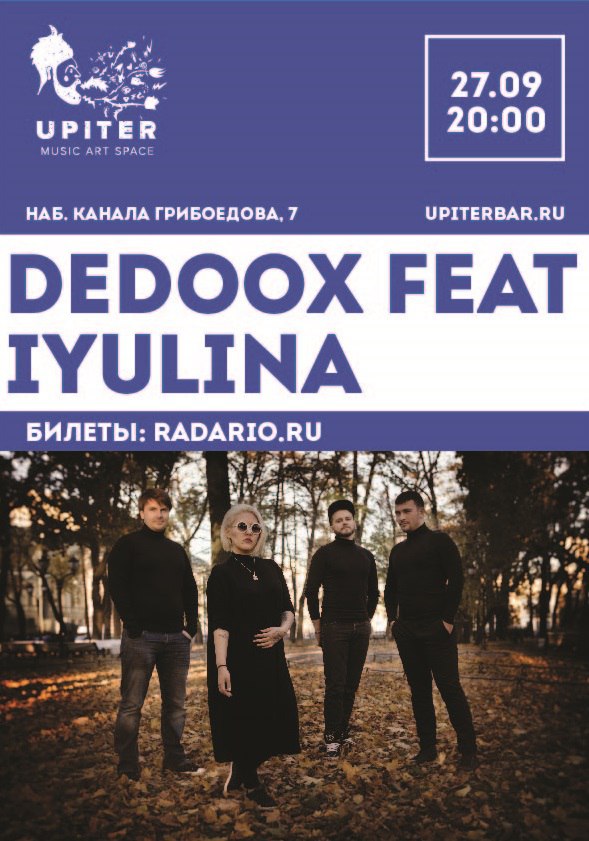 UPITER
MUSIC ART SPACE
27.09
20:00
НАБ. КАНАЛА ГРИБОЕДОВА, 7
UPITERBAR.RU
DEDOOX FEAT
IYULINA
БИЛЕТЫ: RADARIO.RU